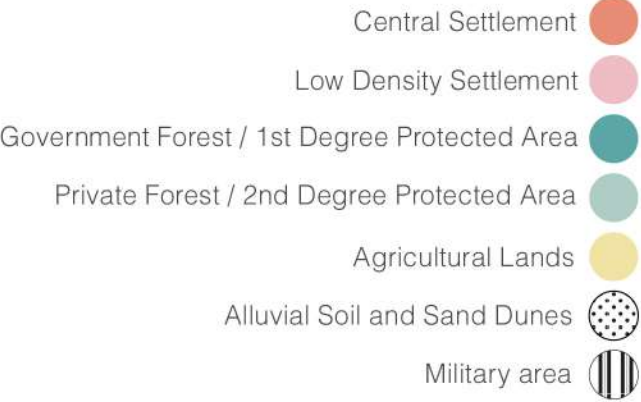 Central Settlement
Low Density Settlement
Government Forest / 1st Degree Protected Area
Private Forest / 2nd Degree Protected Area
Agricultural Lands
Alluvial Soil and Sand Dunes
Military area